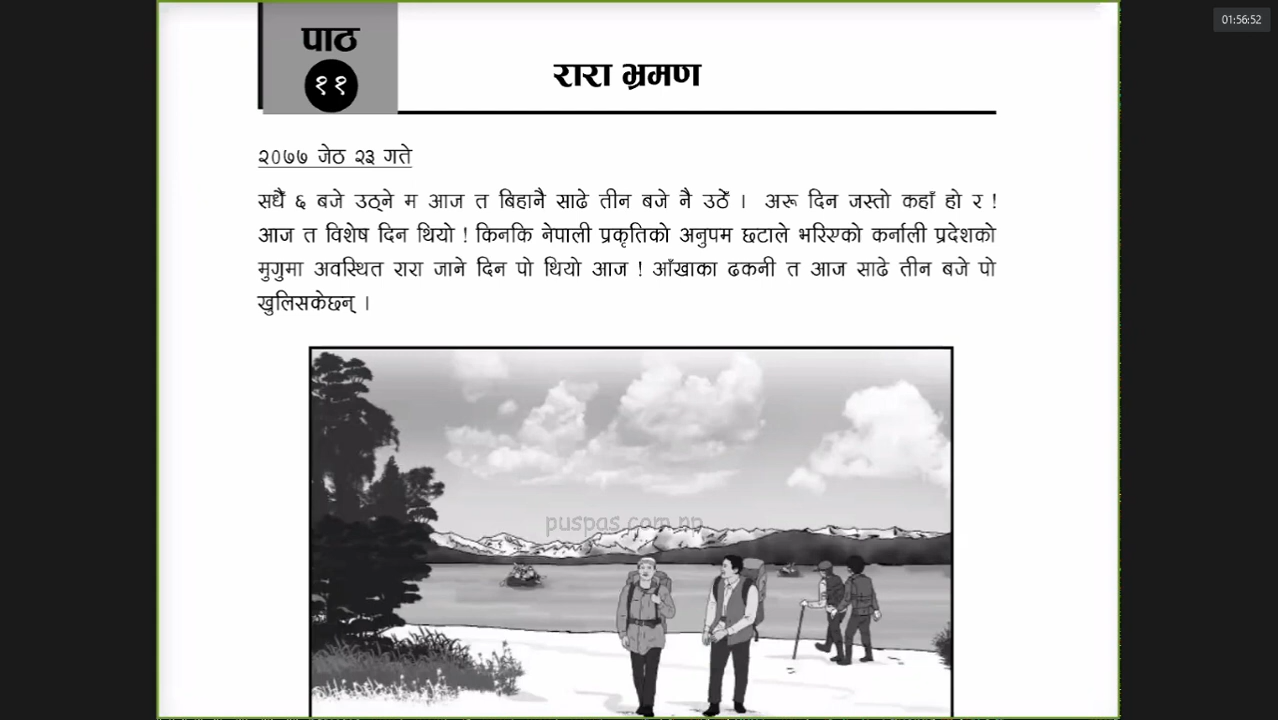 01:56:52
पाठ
११
रारा भ्रमण
२०७७ जेठ २३ गते
सधैँ ६ बजे उठ्ने म आज त बिहानै साढे तीन बजे नै उठेँ । अरू दिन जस्तो कहाँ हो र !
आज त विशेष दिन थियो ! किनकि नेपाली प्रकृतिको अनुपम छटाले भरिएको कर्नाली प्रदेशको
मुगुमा अवस्थित रारा जाने दिन पो थियो आज ! आँखाका ढकनी त आज साढे तीन बजे पो
खुलिसकेछन् ।
puspas.com.np